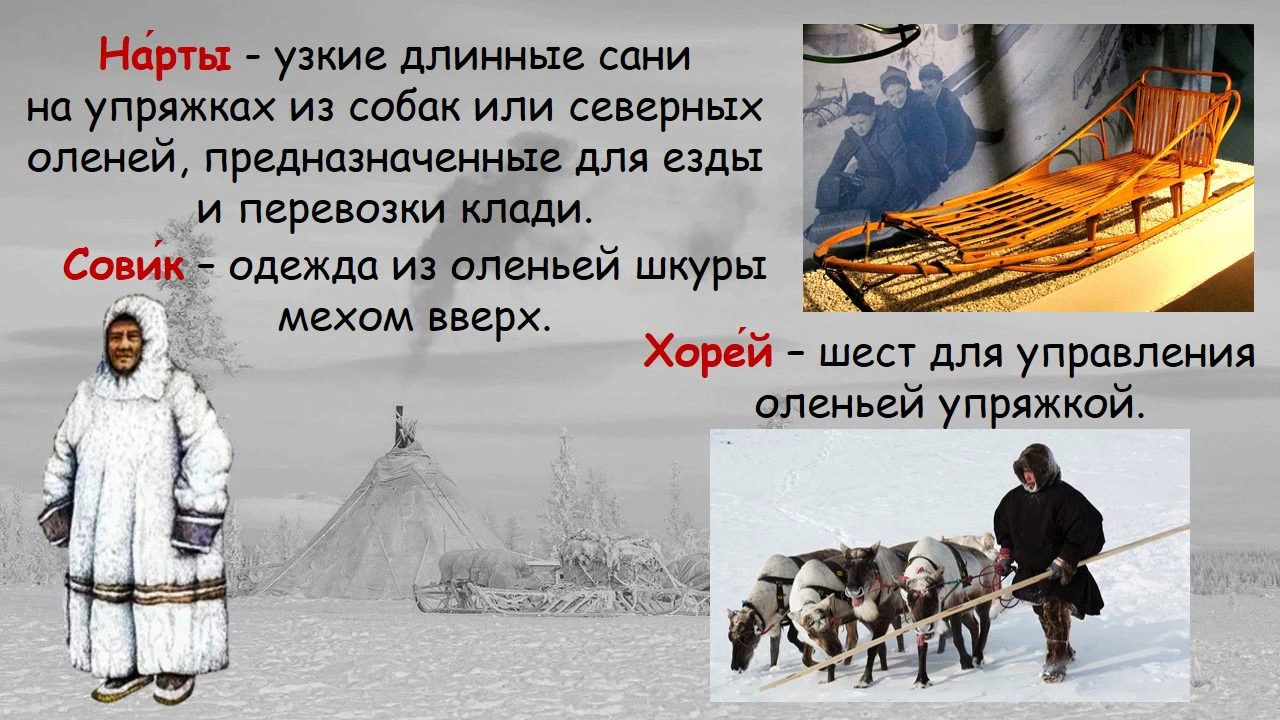 На́рты - узкие длинные сани
на упряжках из собак или северных
оленей, предназначенные для езды
и перевозки клади.
Сови́к – одежда из оленьей шкуры
мехом вверх.
Хоре́й – шест для управления
оленьей упряжкой.